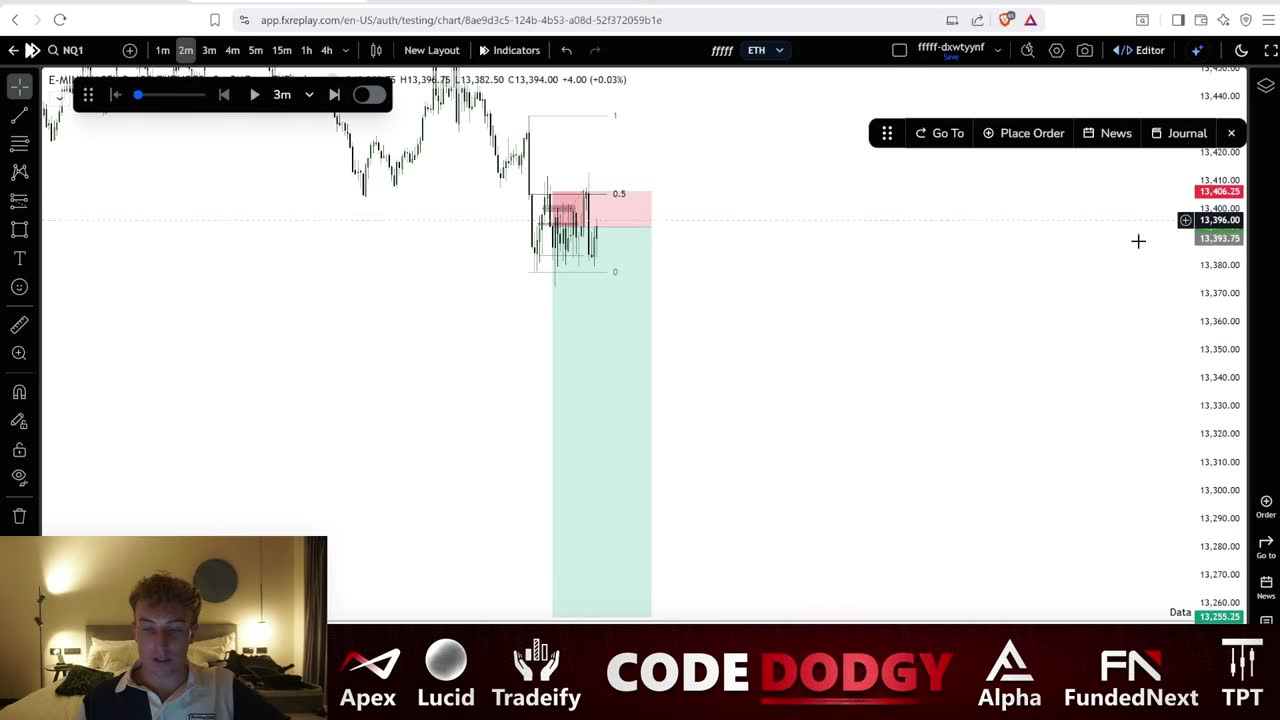 app.fxreplay.com/en-US/auth/testing/chart/8ae9d3c5-124b-4b53-a08d-52f372059b1e
NQ1 1m 2m 3m 4m 5m 15m 1h 4h New Layout Indicators fffff ETH fffff-dxwtyynf Save Editor
H13,396.75 L13,382.50 C13,394.00 +4.00 (+0.03%)
3m
Go To Place Order News Journal
1
0.5
0
13,440.00
13,420.00
13,410.00
13,406.25
13,400.00
13,396.00
13,393.75
13,380.00
13,370.00
13,360.00
13,350.00
13,340.00
13,330.00
13,320.00
13,310.00
13,300.00
13,290.00
13,280.00
13,270.00
13,260.00
Data 13,255.25
Order
Go to
News
CODE DODGY
Apex Lucid Tradeify Alpha FundedNext TPT